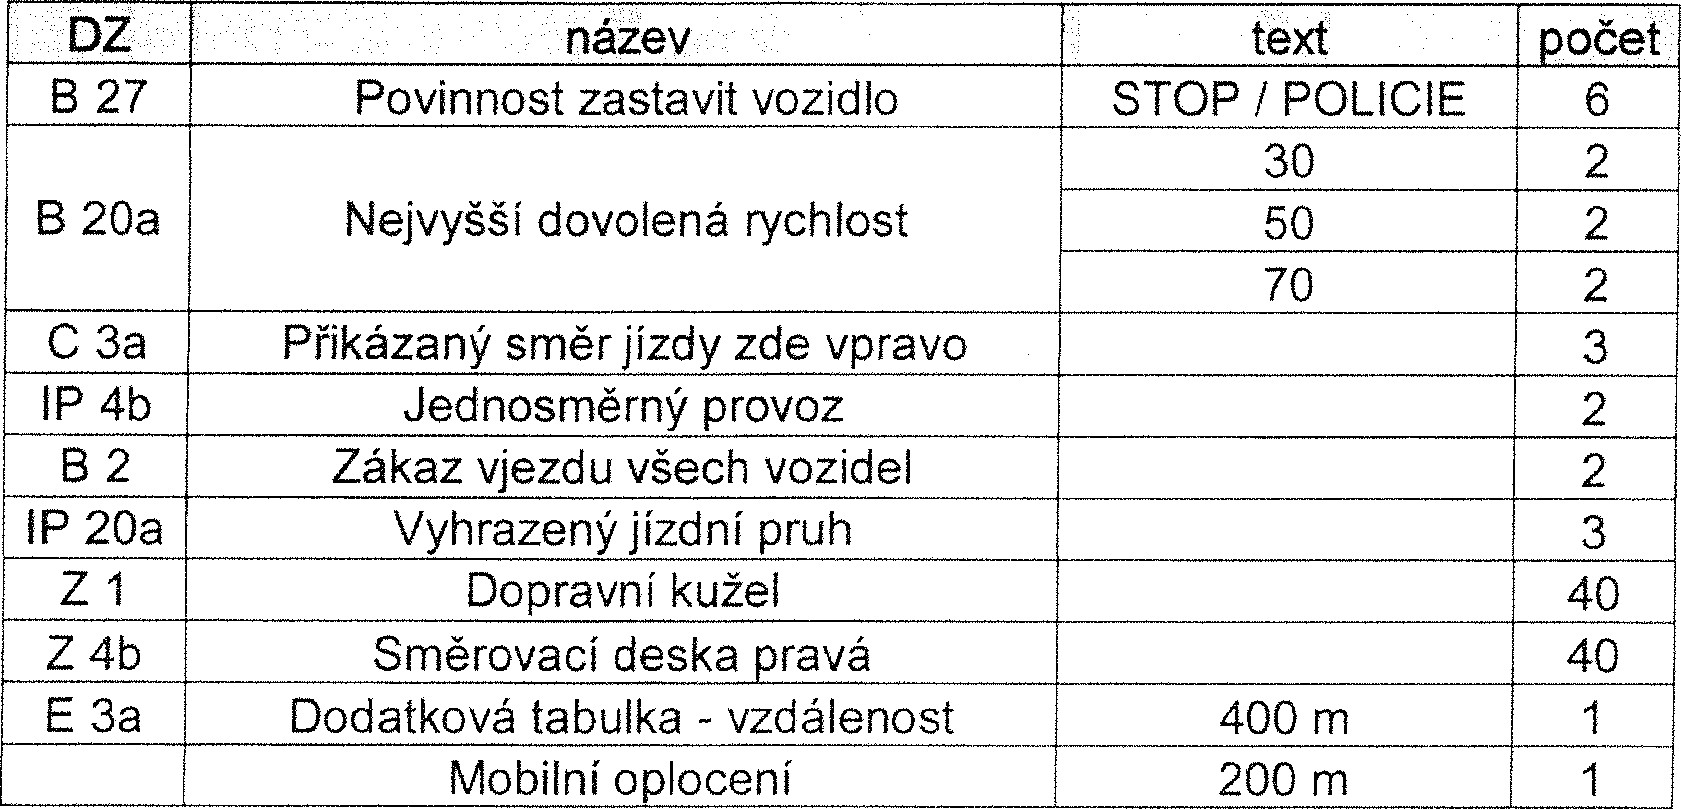 DZ název text počet
B 27 Povinnost zastavit vozidlo STOP / POLICIE 6
30 2
B 20a Nejvyšší dovolená rychlost 50 2
70 2
C 3a Přikázaný směr jízdy zde vpravo 3
IP 4b Jednosměrný provoz 2
B 2 Zákaz vjezdu všech vozidel 2
IP 20a Vyhrazený jízdní pruh 3
Z 1 Dopravní kužel 40
Z 4b Směrovací deska pravá 40
E 3a Dodatková tabulka - vzdálenost 400 m 1
Mobilní oplocení 200 m 1